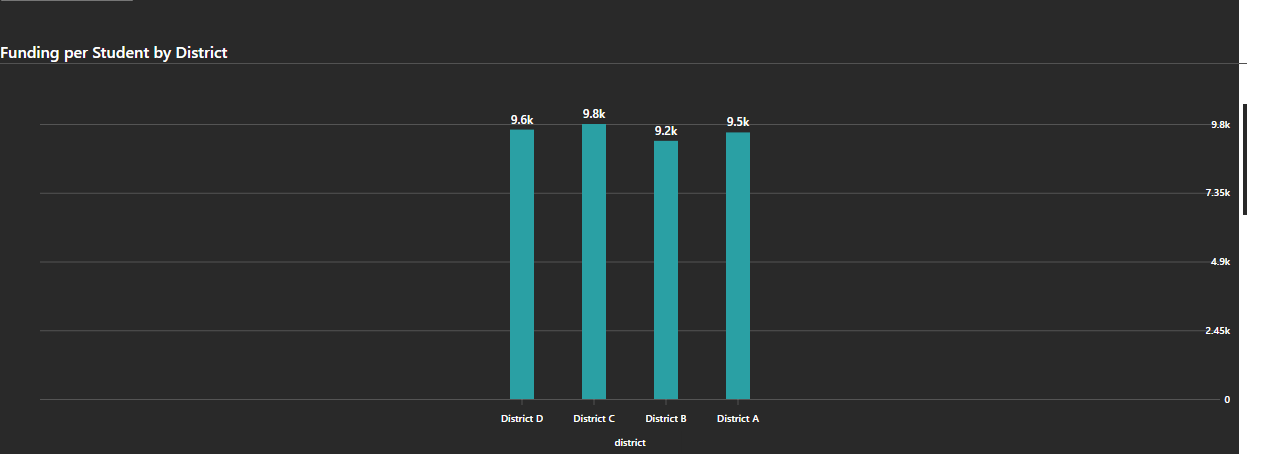 Funding per Student by District
9.6k
9.8k
9.2k
9.5k
9.8k
7.35k
4.9k
2.45k
0
District D
District C
District B
District A
district